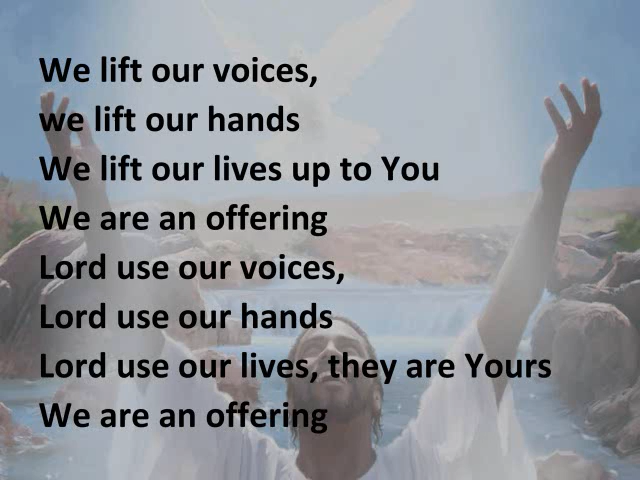 We lift our voices,
we lift our hands
We lift our lives up to You
We are an offering
Lord use our voices,
Lord use our hands
Lord use our lives, they are Yours
We are an offering